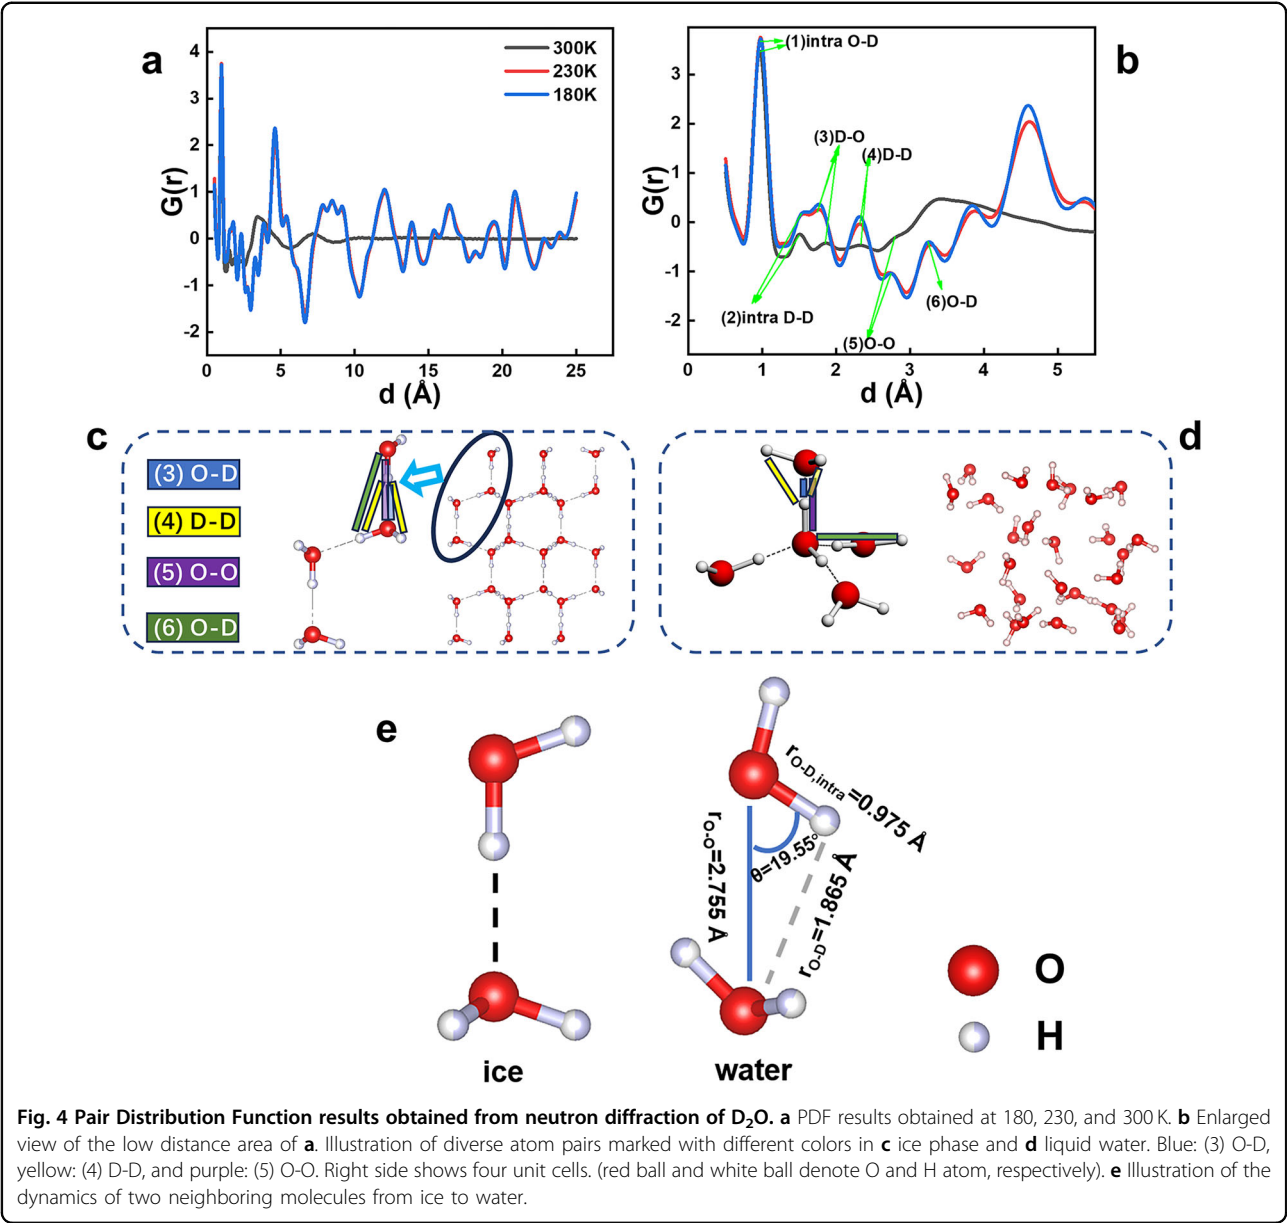 a
4
3
2
1
0
-1
-2
G(r)
300K
230K
180K
0
5
10
15
20
25
d (Å)
b
3
2
1
0
-1
-2
G(r)
(1)intra O-D
(3)D-O
(4)D-D
(2)intra D-D
(5)O-O
(6)O-D
0
1
2
3
4
5
d (Å)
c
(3) O-D
(4) D-D
(5) O-O
(6) O-D
d
e
rO-D,intra=0.975 Å
rO-O=2.755 Å
θ=19.55°
rO-D=1.865 Å
O
H
ice
water
Fig. 4 Pair Distribution Function results obtained from neutron diffraction of D₂O. a PDF results obtained at 180, 230, and 300 K. b Enlarged
view of the low distance area of a. Illustration of diverse atom pairs marked with different colors in c ice phase and d liquid water. Blue: (3) O-D,
yellow: (4) D-D, and purple: (5) O-O. Right side shows four unit cells. (red ball and white ball denote O and H atom, respectively). e Illustration of the
dynamics of two neighboring molecules from ice to water.